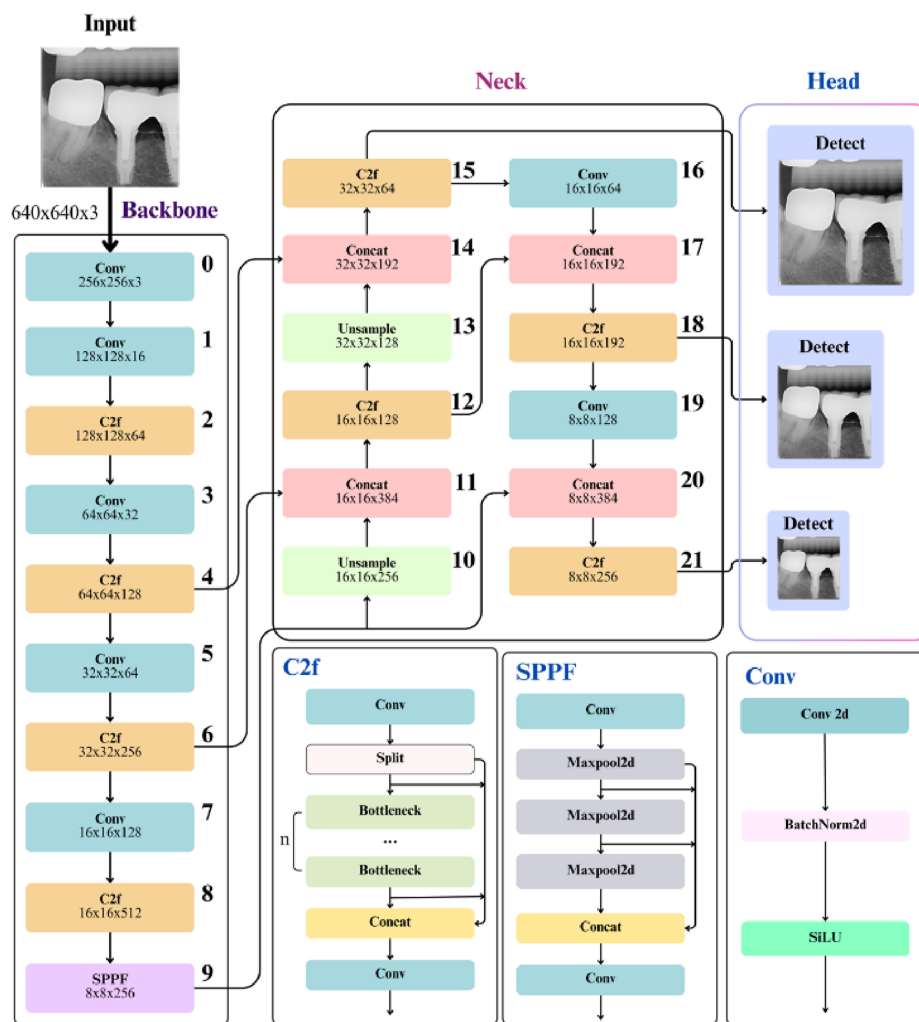 Input
640x640x3
Backbone
Conv
256x256x3
0
Conv
128x128x16
1
C2f
128x128x64
2
Conv
64x64x32
3
C2f
64x64x128
4
Conv
32x32x64
5
C2f
32x32x256
6
Conv
16x16x128
7
C2f
16x16x512
8
SPPF
8x8x256
9
Neck
C2f
32x32x64
15
Concat
32x32x192
14
Unsample
32x32x128
13
C2f
16x16x128
12
Concat
16x16x384
11
Unsample
16x16x256
10
Conv
16x16x64
16
Concat
16x16x192
17
C2f
16x16x192
18
Conv
8x8x128
19
Concat
8x8x384
20
C2f
8x8x256
21
Head
Detect
Detect
Detect
C2f
Conv
Split
Bottleneck
n
...
Bottleneck
Concat
Conv
SPPF
Conv
Maxpool2d
Maxpool2d
Maxpool2d
Concat
Conv
Conv
Conv 2d
BatchNorm2d
SiLU